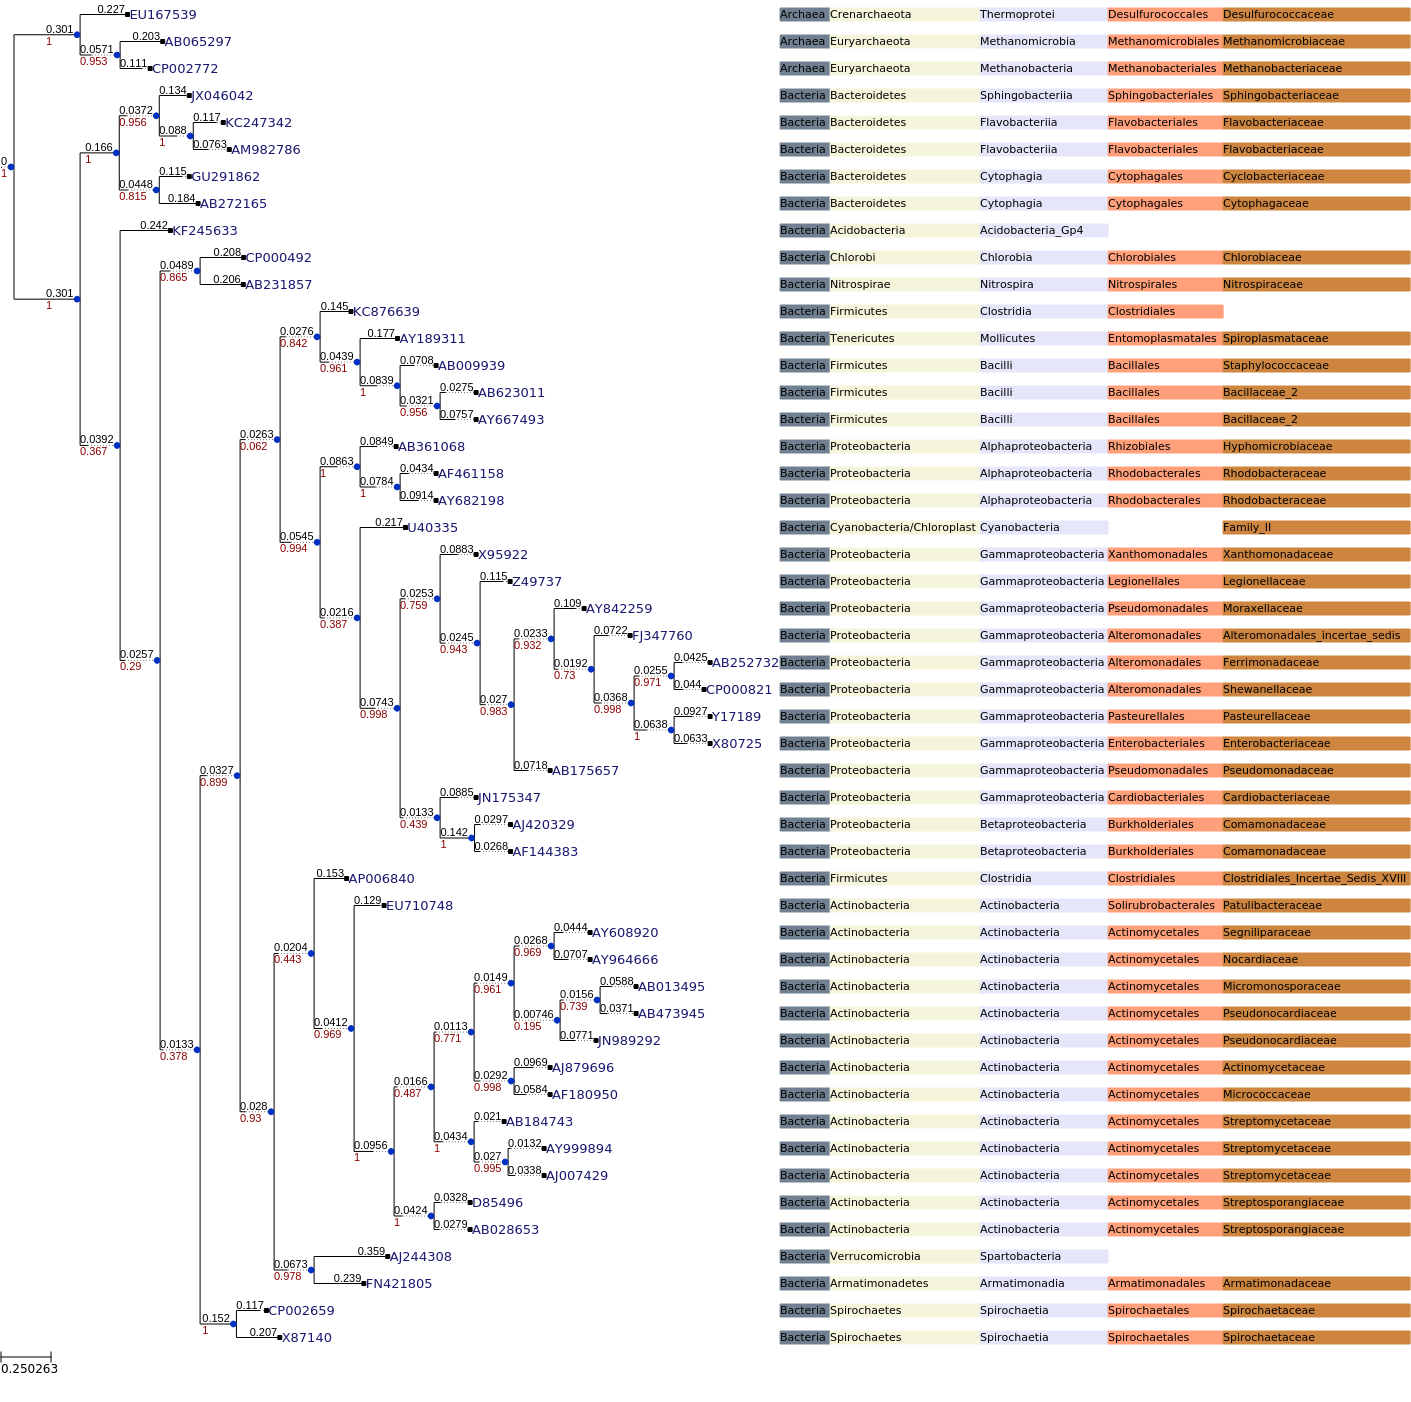 0.227 EU167539 Archaea Crenarchaeota Thermoprotei Desulfurococcales Desulfurococcaceae
0.301
1
0.203 AB065297 Archaea Euryarchaeota Methanomicrobia Methanomicrobiales Methanomicrobiaceae
0.0571
0.953
0.111 CP002772 Archaea Euryarchaeota Methanobacteria Methanobacteriales Methanobacteriaceae
0.134 JX046042 Bacteria Bacteroidetes Sphingobacteriia Sphingobacteriales Sphingobacteriaceae
0.0372
0.956
0.117 KC247342 Bacteria Bacteroidetes Flavobacteriia Flavobacteriales Flavobacteriaceae
0.088
1
0.0763 AM982786 Bacteria Bacteroidetes Flavobacteriia Flavobacteriales Flavobacteriaceae
0.166
1
0
1
0.115 GU291862 Bacteria Bacteroidetes Cytophagia Cytophagales Cyclobacteriaceae
0.0448
0.815
0.184 AB272165 Bacteria Bacteroidetes Cytophagia Cytophagales Cytophagaceae
0.242 KF245633 Bacteria Acidobacteria Acidobacteria_Gp4
0.208 CP000492 Bacteria Chlorobi Chlorobia Chlorobiales Chlorobiaceae
0.0489
0.865
0.206 AB231857 Bacteria Nitrospirae Nitrospira Nitrospirales Nitrospiraceae
0.301
1
0.145 KC876639 Bacteria Firmicutes Clostridia Clostridiales
0.0276
0.842
0.177 AY189311 Bacteria Tenericutes Mollicutes Entomoplasmatales Spiroplasmataceae
0.0439
0.961
0.0708 AB009939 Bacteria Firmicutes Bacilli Bacillales Staphylococcaceae
0.0839
1
0.0275 AB623011 Bacteria Firmicutes Bacilli Bacillales Bacillaceae_2
0.0321
0.956
0.0757 AY667493 Bacteria Firmicutes Bacilli Bacillales Bacillaceae_2
0.0263
0.062
0.0392
0.367
0.0849 AB361068 Bacteria Proteobacteria Alphaproteobacteria Rhizobiales Hyphomicrobiaceae
0.0863
1
0.0434 AF461158 Bacteria Proteobacteria Alphaproteobacteria Rhodobacterales Rhodobacteraceae
0.0784
1
0.0914 AY682198 Bacteria Proteobacteria Alphaproteobacteria Rhodobacterales Rhodobacteraceae
0.217 U40335 Bacteria Cyanobacteria/Chloroplast Cyanobacteria Family_II
0.0545
0.994
0.0883 X95922 Bacteria Proteobacteria Gammaproteobacteria Xanthomonadales Xanthomonadaceae
0.115 Z49737 Bacteria Proteobacteria Gammaproteobacteria Legionellales Legionellaceae
0.0253
0.759
0.109 AY842259 Bacteria Proteobacteria Gammaproteobacteria Pseudomonadales Moraxellaceae
0.0216
0.387
0.0722 FJ347760 Bacteria Proteobacteria Gammaproteobacteria Alteromonadales Alteromonadales_incertae_sedis
0.0233
0.932
0.0245
0.943
0.0425 AB252732 Bacteria Proteobacteria Gammaproteobacteria Alteromonadales Ferrimonadaceae
0.0257
0.29
0.0192
0.73
0.0255
0.971
0.044 CP000821 Bacteria Proteobacteria Gammaproteobacteria Alteromonadales Shewanellaceae
0.0368
0.998
0.027
0.983
0.0743
0.998
0.0927 Y17189 Bacteria Proteobacteria Gammaproteobacteria Pasteurellales Pasteurellaceae
0.0638
1
0.0633 X80725 Bacteria Proteobacteria Gammaproteobacteria Enterobacteriales Enterobacteriaceae
0.0718 AB175657 Bacteria Proteobacteria Gammaproteobacteria Pseudomonadales Pseudomonadaceae
0.0327
0.899
0.0885 JN175347 Bacteria Proteobacteria Gammaproteobacteria Cardiobacteriales Cardiobacteriaceae
0.0133
0.439
0.0297 AJ420329 Bacteria Proteobacteria Betaproteobacteria Burkholderiales Comamonadaceae
0.142
1
0.0268 AF144383 Bacteria Proteobacteria Betaproteobacteria Burkholderiales Comamonadaceae
0.153 AP006840 Bacteria Firmicutes Clostridia Clostridiales Clostridiales_Incertae_Sedis_XVIII
0.129 EU710748 Bacteria Actinobacteria Actinobacteria Solirubrobacterales Patulibacteraceae
0.0444 AY608920 Bacteria Actinobacteria Actinobacteria Actinomycetales Segniliparaceae
0.0268
0.969
0.0204
0.443
0.0707 AY964666 Bacteria Actinobacteria Actinobacteria Actinomycetales Nocardiaceae
0.0149
0.961
0.0588 AB013495 Bacteria Actinobacteria Actinobacteria Actinomycetales Micromonosporaceae
0.0156
0.739
0.0371 AB473945 Bacteria Actinobacteria Actinobacteria Actinomycetales Pseudonocardiaceae
0.00746
0.195
0.0412
0.969
0.0113
0.771
0.0771 JN989292 Bacteria Actinobacteria Actinobacteria Actinomycetales Pseudonocardiaceae
0.0133
0.378
0.0969 AJ879696 Bacteria Actinobacteria Actinobacteria Actinomycetales Actinomycetaceae
0.0292
0.998
0.0166
0.487
0.0584 AF180950 Bacteria Actinobacteria Actinobacteria Actinomycetales Micrococcaceae
0.028
0.93
0.021 AB184743 Bacteria Actinobacteria Actinobacteria Actinomycetales Streptomycetaceae
0.0434
1
0.0132 AY999894 Bacteria Actinobacteria Actinobacteria Actinomycetales Streptomycetaceae
0.0956
1
0.027
0.995
0.0338 AJ007429 Bacteria Actinobacteria Actinobacteria Actinomycetales Streptomycetaceae
0.0328 D85496 Bacteria Actinobacteria Actinobacteria Actinomycetales Streptosporangiaceae
0.0424
1
0.0279 AB028653 Bacteria Actinobacteria Actinobacteria Actinomycetales Streptosporangiaceae
0.359 AJ244308 Bacteria Verrucomicrobia Spartobacteria
0.0673
0.978
0.239 FN421805 Bacteria Armatimonadetes Armatimonadia Armatimonadales Armatimonadaceae
0.117 CP002659 Bacteria Spirochaetes Spirochaetia Spirochaetales Spirochaetaceae
0.152
1
0.207 X87140 Bacteria Spirochaetes Spirochaetia Spirochaetales Spirochaetaceae
0.250263